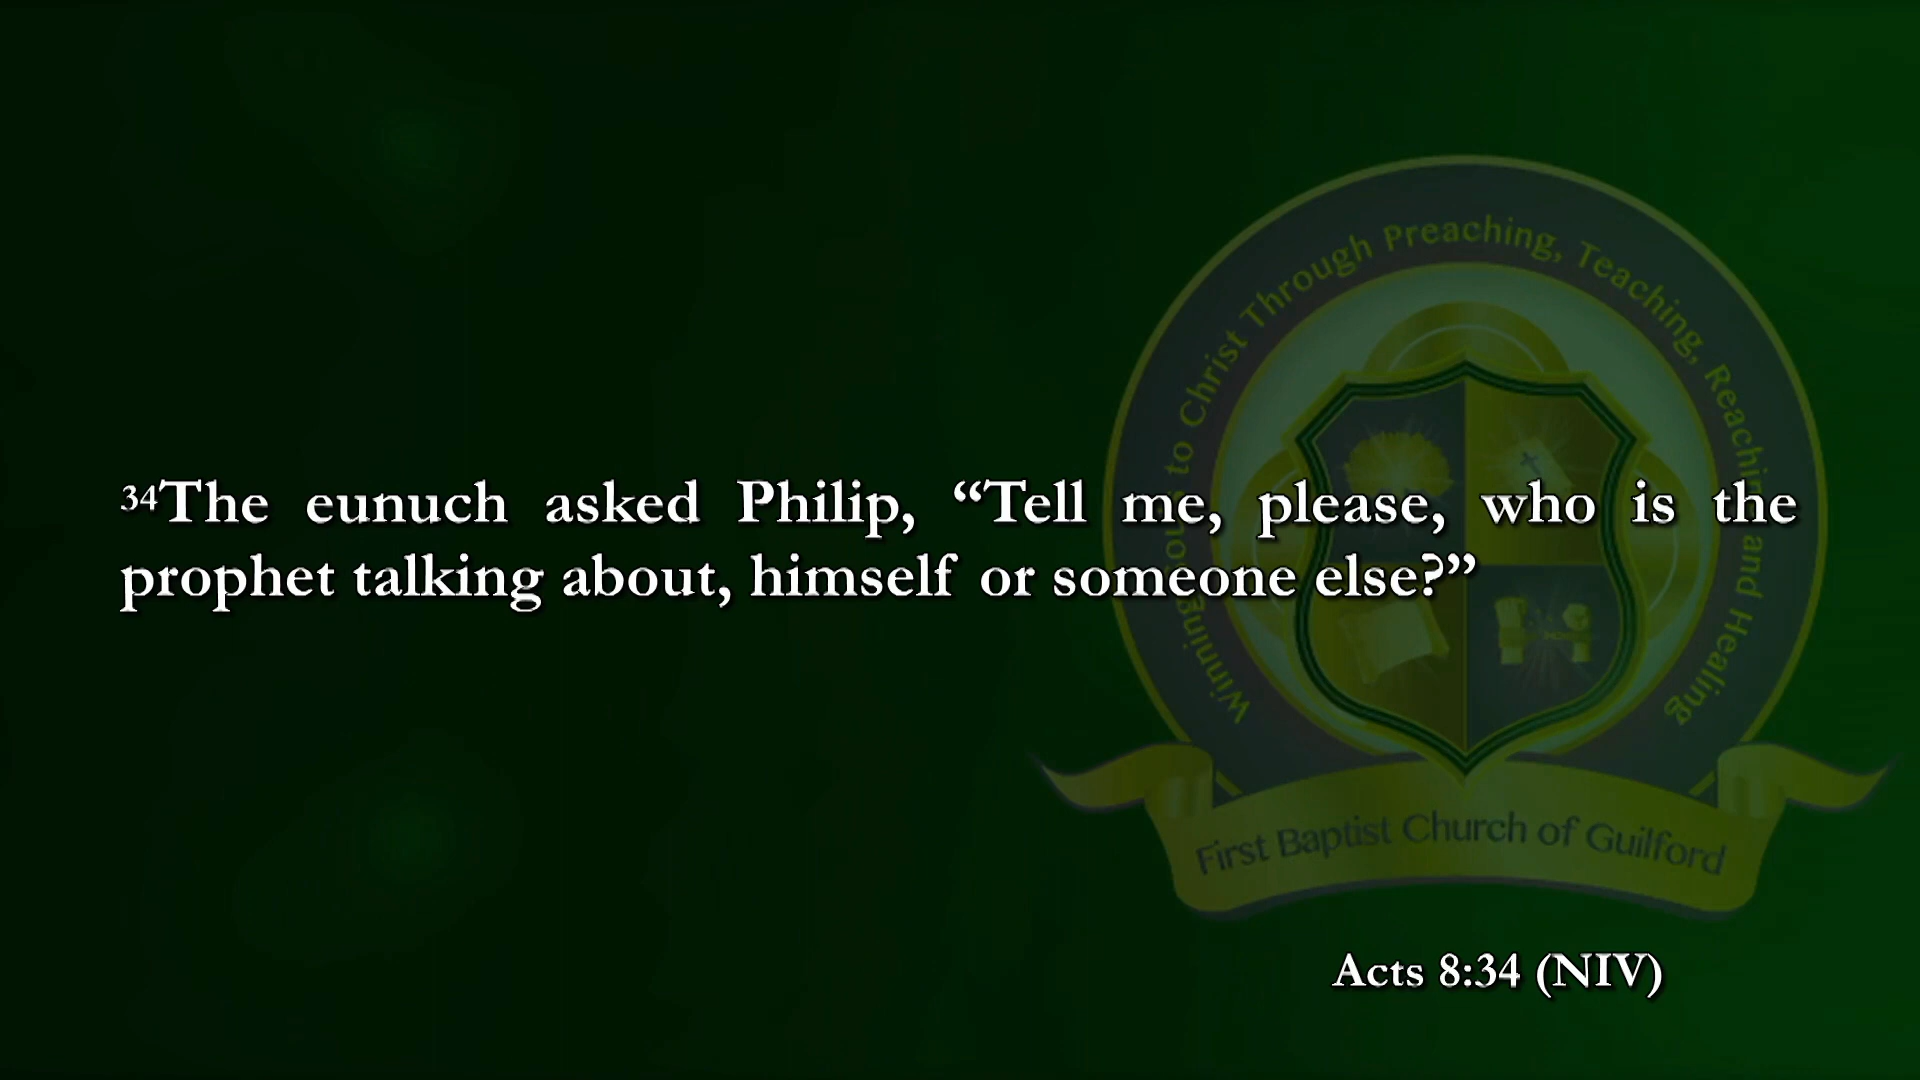 Winning Souls to Christ Through Preaching, Teaching, Reaching and Healing
³⁴The eunuch asked Philip, “Tell me, please, who is the
prophet talking about, himself or someone else?”
First Baptist Church of Guilford
Acts 8:34 (NIV)